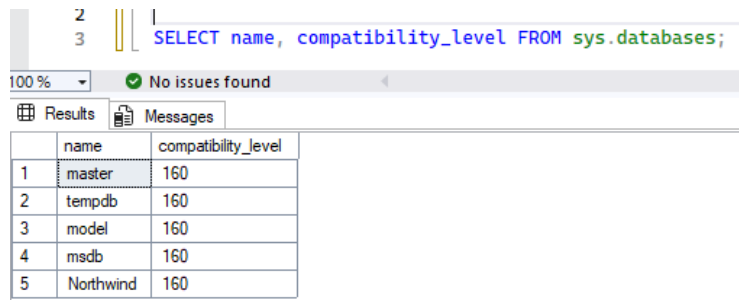 2
3 SELECT name, compatibility_level FROM sys.databases;
100 % No issues found
Results Messages
name compatibility_level
1 master 160
2 tempdb 160
3 model 160
4 msdb 160
5 Northwind 160